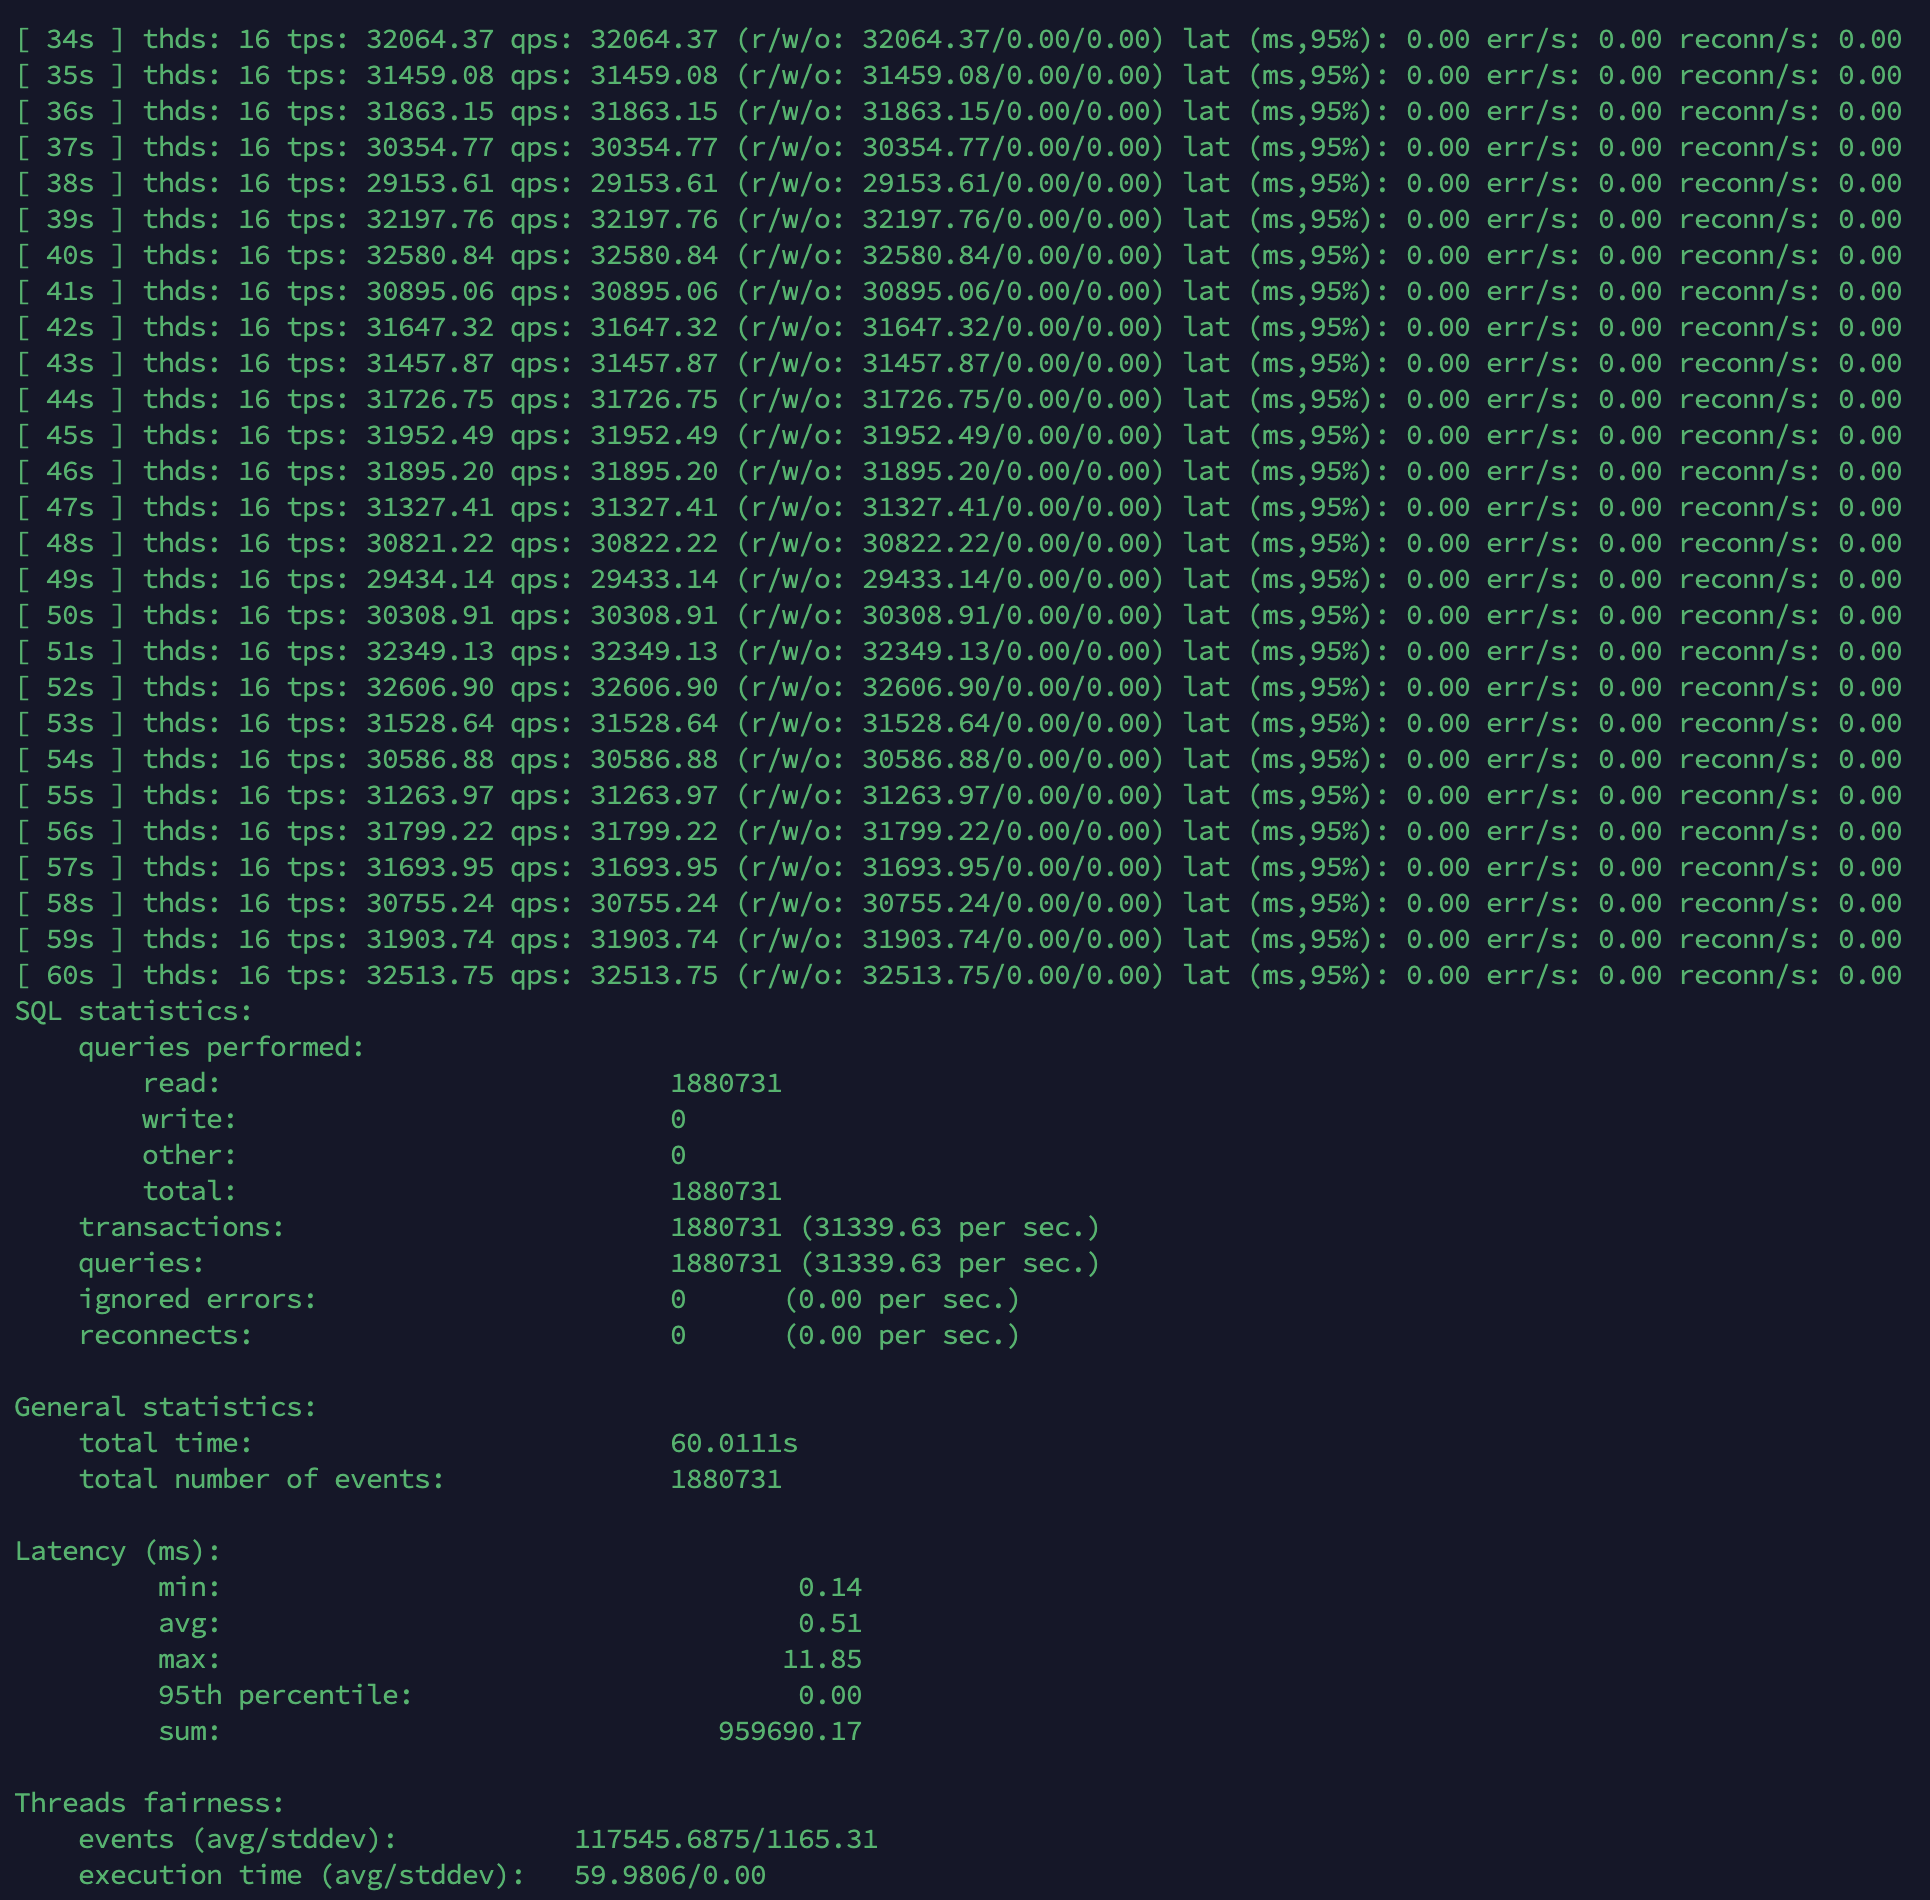 [ 34s ] thds: 16 tps: 32064.37 qps: 32064.37 (r/w/o: 32064.37/0.00/0.00) lat (ms,95%): 0.00 err/s: 0.00 reconn/s: 0.00
[ 35s ] thds: 16 tps: 31459.08 qps: 31459.08 (r/w/o: 31459.08/0.00/0.00) lat (ms,95%): 0.00 err/s: 0.00 reconn/s: 0.00
[ 36s ] thds: 16 tps: 31863.15 qps: 31863.15 (r/w/o: 31863.15/0.00/0.00) lat (ms,95%): 0.00 err/s: 0.00 reconn/s: 0.00
[ 37s ] thds: 16 tps: 30354.77 qps: 30354.77 (r/w/o: 30354.77/0.00/0.00) lat (ms,95%): 0.00 err/s: 0.00 reconn/s: 0.00
[ 38s ] thds: 16 tps: 29153.61 qps: 29153.61 (r/w/o: 29153.61/0.00/0.00) lat (ms,95%): 0.00 err/s: 0.00 reconn/s: 0.00
[ 39s ] thds: 16 tps: 32197.76 qps: 32197.76 (r/w/o: 32197.76/0.00/0.00) lat (ms,95%): 0.00 err/s: 0.00 reconn/s: 0.00
[ 40s ] thds: 16 tps: 32580.84 qps: 32580.84 (r/w/o: 32580.84/0.00/0.00) lat (ms,95%): 0.00 err/s: 0.00 reconn/s: 0.00
[ 41s ] thds: 16 tps: 30895.06 qps: 30895.06 (r/w/o: 30895.06/0.00/0.00) lat (ms,95%): 0.00 err/s: 0.00 reconn/s: 0.00
[ 42s ] thds: 16 tps: 31647.32 qps: 31647.32 (r/w/o: 31647.32/0.00/0.00) lat (ms,95%): 0.00 err/s: 0.00 reconn/s: 0.00
[ 43s ] thds: 16 tps: 31457.87 qps: 31457.87 (r/w/o: 31457.87/0.00/0.00) lat (ms,95%): 0.00 err/s: 0.00 reconn/s: 0.00
[ 44s ] thds: 16 tps: 31726.75 qps: 31726.75 (r/w/o: 31726.75/0.00/0.00) lat (ms,95%): 0.00 err/s: 0.00 reconn/s: 0.00
[ 45s ] thds: 16 tps: 31952.49 qps: 31952.49 (r/w/o: 31952.49/0.00/0.00) lat (ms,95%): 0.00 err/s: 0.00 reconn/s: 0.00
[ 46s ] thds: 16 tps: 31895.20 qps: 31895.20 (r/w/o: 31895.20/0.00/0.00) lat (ms,95%): 0.00 err/s: 0.00 reconn/s: 0.00
[ 47s ] thds: 16 tps: 31327.41 qps: 31327.41 (r/w/o: 31327.41/0.00/0.00) lat (ms,95%): 0.00 err/s: 0.00 reconn/s: 0.00
[ 48s ] thds: 16 tps: 30821.22 qps: 30822.22 (r/w/o: 30822.22/0.00/0.00) lat (ms,95%): 0.00 err/s: 0.00 reconn/s: 0.00
[ 49s ] thds: 16 tps: 29434.14 qps: 29433.14 (r/w/o: 29433.14/0.00/0.00) lat (ms,95%): 0.00 err/s: 0.00 reconn/s: 0.00
[ 50s ] thds: 16 tps: 30308.91 qps: 30308.91 (r/w/o: 30308.91/0.00/0.00) lat (ms,95%): 0.00 err/s: 0.00 reconn/s: 0.00
[ 51s ] thds: 16 tps: 32349.13 qps: 32349.13 (r/w/o: 32349.13/0.00/0.00) lat (ms,95%): 0.00 err/s: 0.00 reconn/s: 0.00
[ 52s ] thds: 16 tps: 32606.90 qps: 32606.90 (r/w/o: 32606.90/0.00/0.00) lat (ms,95%): 0.00 err/s: 0.00 reconn/s: 0.00
[ 53s ] thds: 16 tps: 31528.64 qps: 31528.64 (r/w/o: 31528.64/0.00/0.00) lat (ms,95%): 0.00 err/s: 0.00 reconn/s: 0.00
[ 54s ] thds: 16 tps: 30586.88 qps: 30586.88 (r/w/o: 30586.88/0.00/0.00) lat (ms,95%): 0.00 err/s: 0.00 reconn/s: 0.00
[ 55s ] thds: 16 tps: 31263.97 qps: 31263.97 (r/w/o: 31263.97/0.00/0.00) lat (ms,95%): 0.00 err/s: 0.00 reconn/s: 0.00
[ 56s ] thds: 16 tps: 31799.22 qps: 31799.22 (r/w/o: 31799.22/0.00/0.00) lat (ms,95%): 0.00 err/s: 0.00 reconn/s: 0.00
[ 57s ] thds: 16 tps: 31693.95 qps: 31693.95 (r/w/o: 31693.95/0.00/0.00) lat (ms,95%): 0.00 err/s: 0.00 reconn/s: 0.00
[ 58s ] thds: 16 tps: 30755.24 qps: 30755.24 (r/w/o: 30755.24/0.00/0.00) lat (ms,95%): 0.00 err/s: 0.00 reconn/s: 0.00
[ 59s ] thds: 16 tps: 31903.74 qps: 31903.74 (r/w/o: 31903.74/0.00/0.00) lat (ms,95%): 0.00 err/s: 0.00 reconn/s: 0.00
[ 60s ] thds: 16 tps: 32513.75 qps: 32513.75 (r/w/o: 32513.75/0.00/0.00) lat (ms,95%): 0.00 err/s: 0.00 reconn/s: 0.00
SQL statistics:
    queries performed:
        read:                            1880731
        write:                           0
        other:                           0
        total:                           1880731
    transactions:                        1880731 (31339.63 per sec.)
    queries:                             1880731 (31339.63 per sec.)
    ignored errors:                      0      (0.00 per sec.)
    reconnects:                          0      (0.00 per sec.)

General statistics:
    total time:                          60.0111s
    total number of events:              1880731

Latency (ms):
         min:                                    0.14
         avg:                                    0.51
         max:                                   11.85
         95th percentile:                        0.00
         sum:                               959690.17

Threads fairness:
    events (avg/stddev):           117545.6875/1165.31
    execution time (avg/stddev):   59.9806/0.00